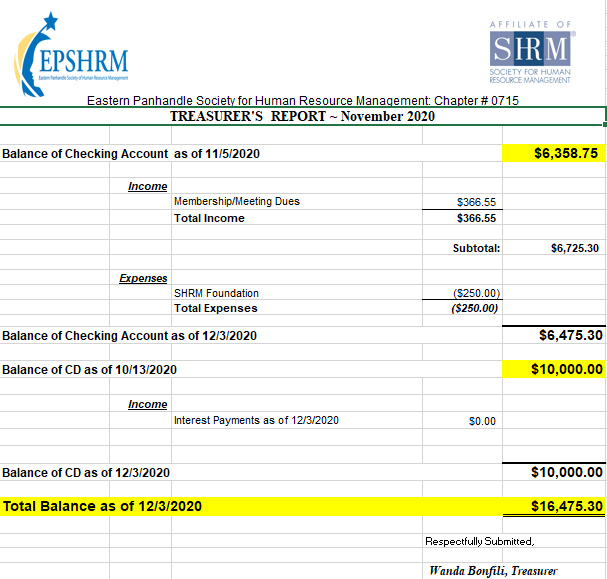 AFFILIATE OF
SHRM
SOCIETY FOR HUMAN
RESOURCE MANAGEMENT
EPSHRM
Eastern Panhandle Society of Human Resource Management
Eastern Panhandle Society for Human Resource Management: Chapter # 0715
TREASURER'S REPORT ~ November 2020
Balance of Checking Account as of 11/5/2020 $6,358.75
Income
Membership/Meeting Dues $366.55
Total Income $366.55
Subtotal: $6,725.30
Expenses
SHRM Foundation ($250.00)
Total Expenses ($250.00)
Balance of Checking Account as of 12/3/2020 $6,475.30
Balance of CD as of 10/13/2020 $10,000.00
Income
Interest Payments as of 12/3/2020 $0.00
Balance of CD as of 12/3/2020 $10,000.00
Total Balance as of 12/3/2020 $16,475.30
Respectfully Submitted,
Wanda Bonfili, Treasurer